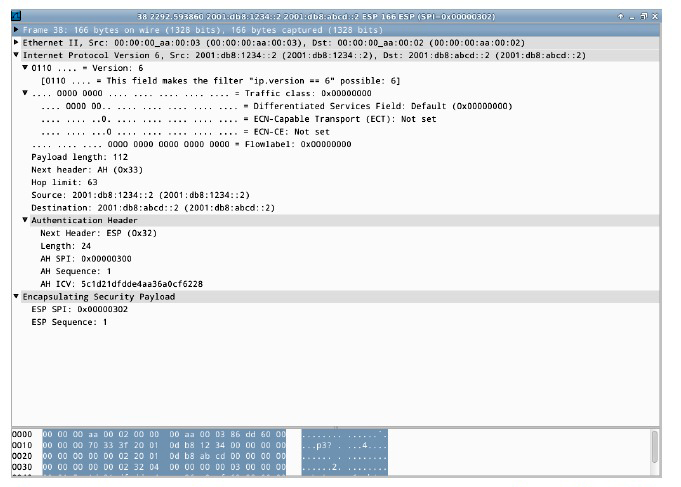 38 2292.593860 2001:db8:1234::2 2001:db8:abcd::2 ESP 166 ESP (SPI=0x00000302)
Frame 38: 166 bytes on wire (1328 bits), 166 bytes captured (1328 bits)
Ethernet II, Src: 00:00:00_aa:00:03 (00:00:00:aa:00:03), Dst: 00:00:00_aa:00:02 (00:00:00:aa:00:02)
Internet Protocol Version 6, Src: 2001:db8:1234::2 (2001:db8:1234::2), Dst: 2001:db8:abcd::2 (2001:db8:abcd::2)
0110 .... = Version: 6
[0110 .... = This field makes the filter "ip.version == 6" possible: 6]
.... 0000 0000 .... .... .... .... .... = Traffic class: 0x00000000
.... 0000 00.. .... .... .... .... .... = Differentiated Services Field: Default (0x00000000)
.... .... ..0. .... .... .... .... .... = ECN-Capable Transport (ECT): Not set
.... .... ...0 .... .... .... .... .... = ECN-CE: Not set
.... .... .... 0000 0000 0000 0000 0000 = Flowlabel: 0x00000000
Payload length: 112
Next header: AH (0x33)
Hop limit: 63
Source: 2001:db8:1234::2 (2001:db8:1234::2)
Destination: 2001:db8:abcd::2 (2001:db8:abcd::2)
Authentication Header
Next Header: ESP (0x32)
Length: 24
AH SPI: 0x00000300
AH Sequence: 1
AH ICV: 5c1d21dfdde4aa36a0cf6228
Encapsulating Security Payload
ESP SPI: 0x00000302
ESP Sequence: 1
0000 00 00 00 aa 00 02 00 00 00 aa 00 03 86 dd 60 00 ........ ......`.
0010 00 00 00 70 33 3f 20 01 0d b8 12 34 00 00 00 00 ...p3? . ...4....
0020 00 00 00 00 00 02 20 01 0d b8 ab cd 00 00 00 00 ...... . ........
0030 00 00 00 00 00 02 32 04 00 00 00 00 03 00 00 00 ......2. ........